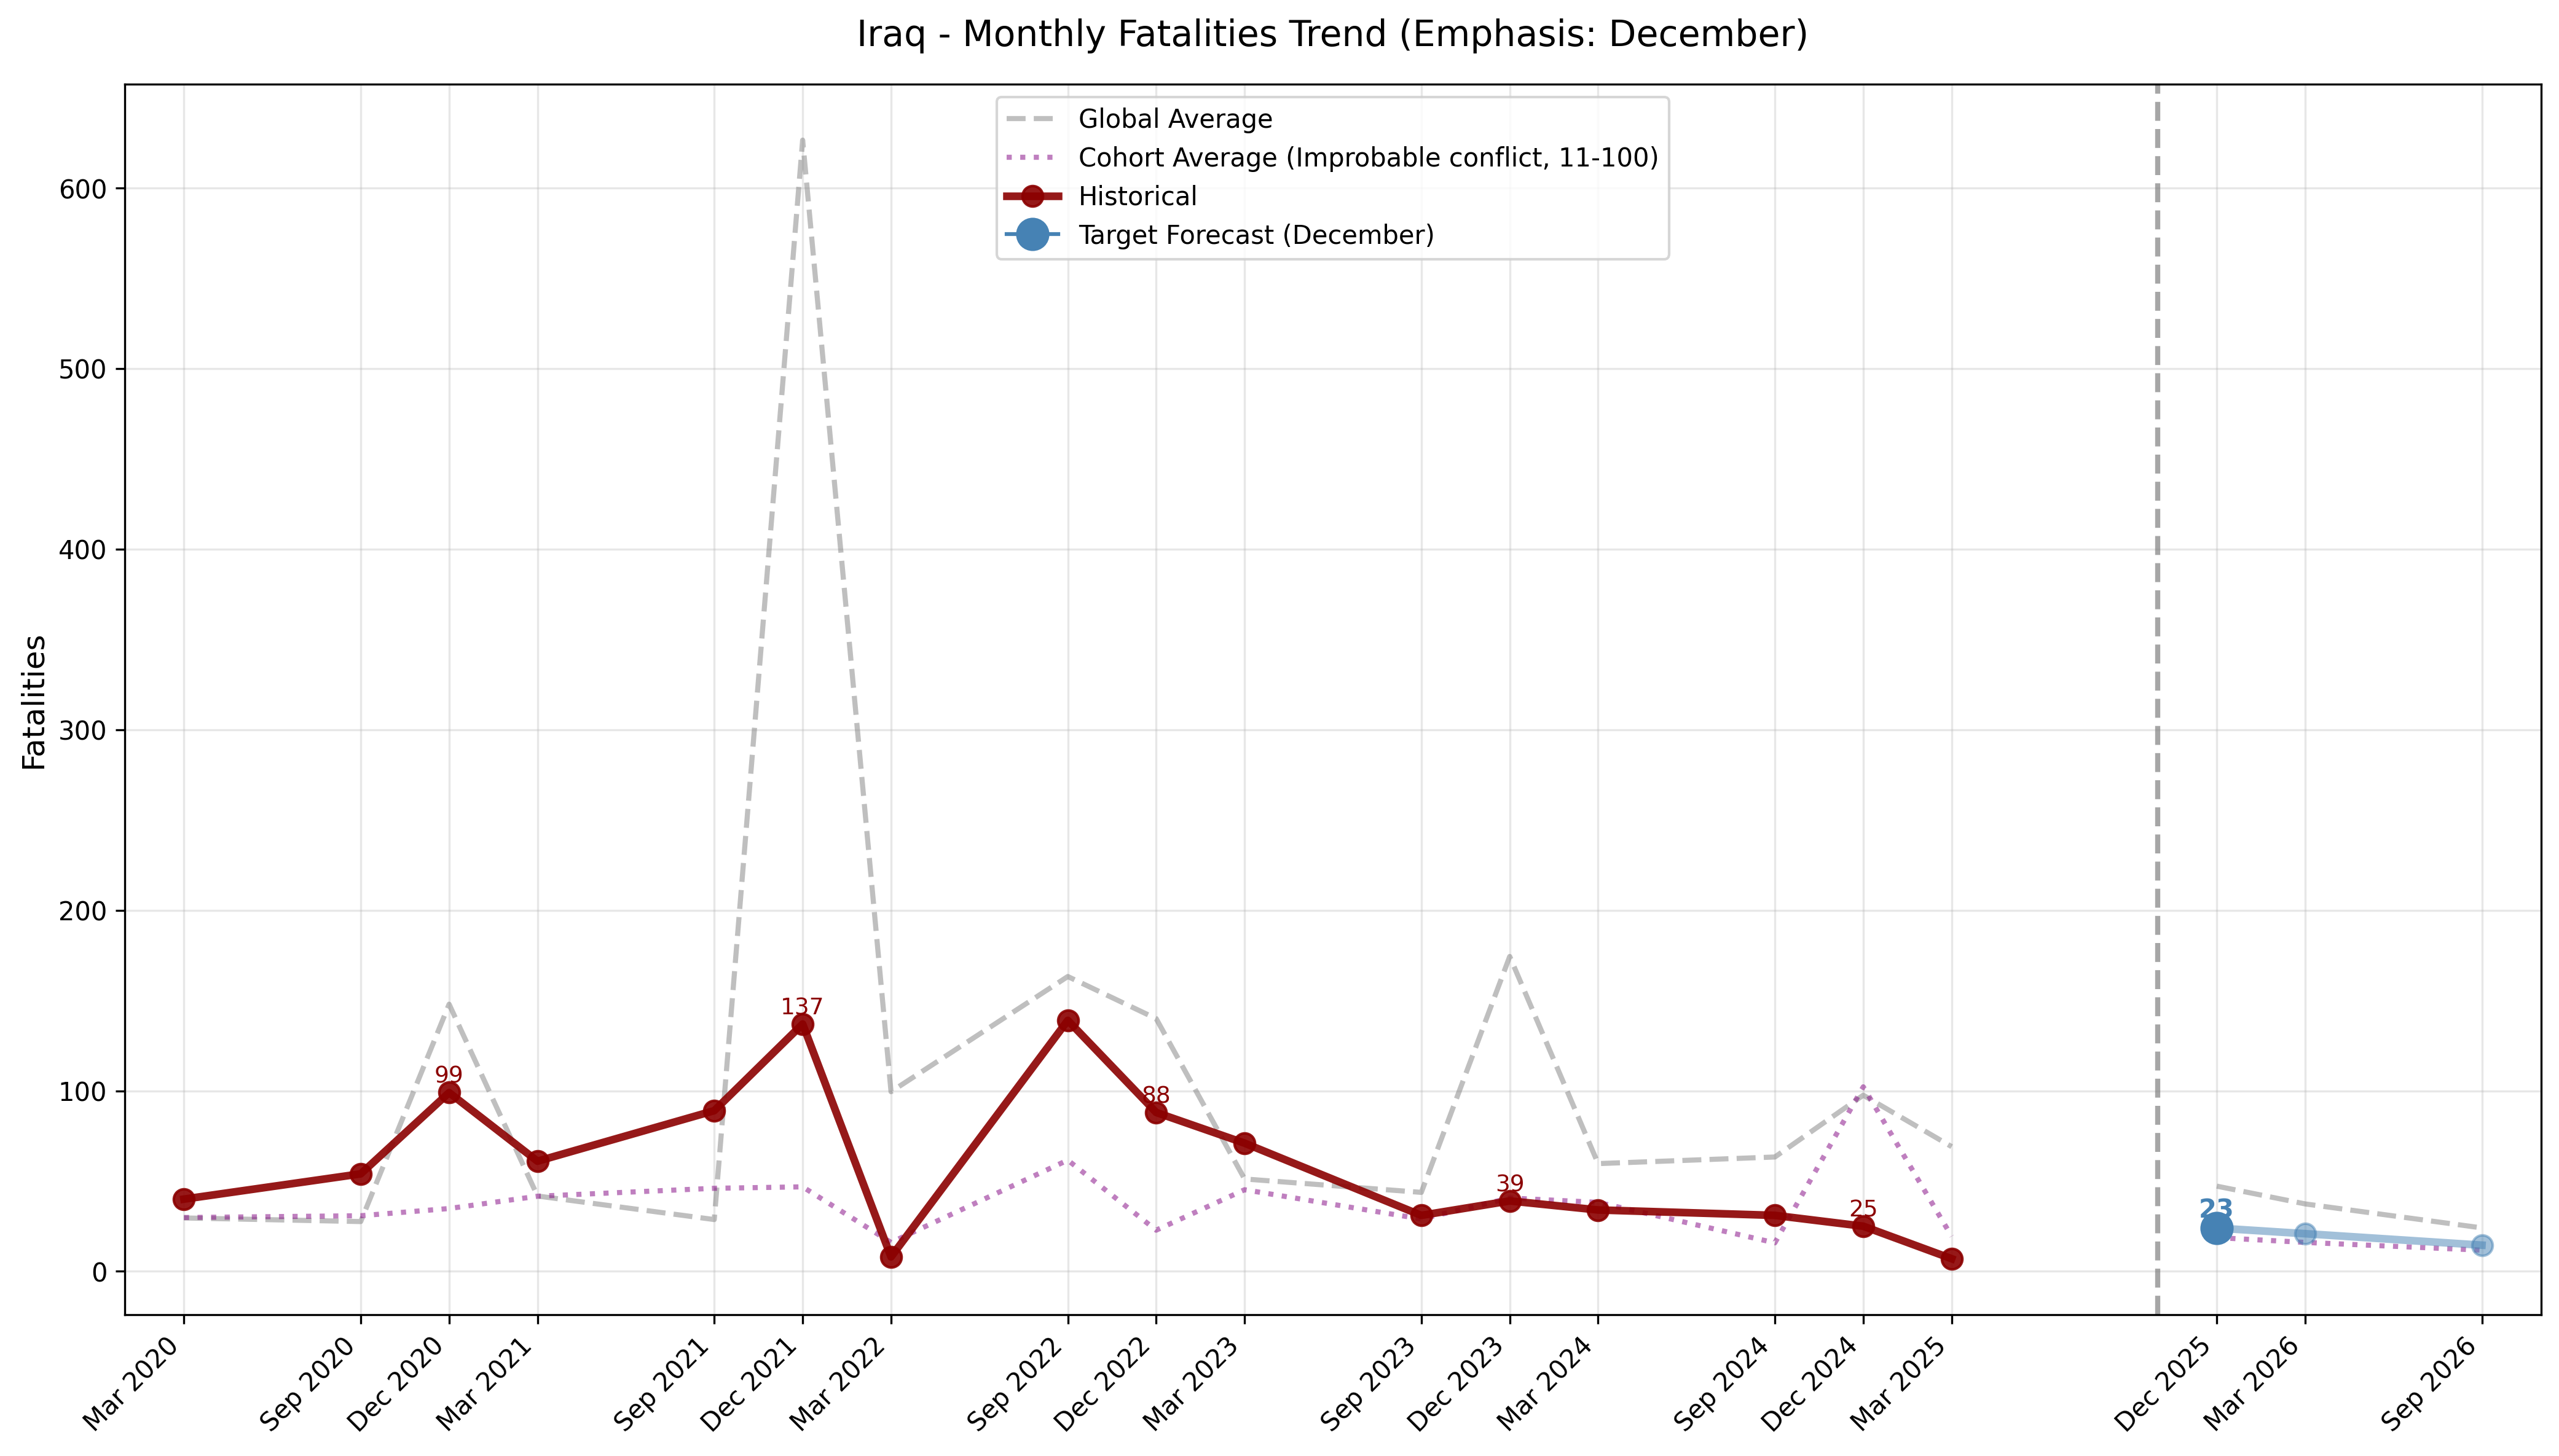 Iraq - Monthly Fatalities Trend (Emphasis: December)
Global Average
Cohort Average (Improbable conflict, 11-100)
Historical
Target Forecast (December)
Fatalities
600
500
400
300
200
100
0
99
137
88
39
25
23
Mar 2020
Sep 2020
Dec 2020
Mar 2021
Sep 2021
Dec 2021
Mar 2022
Sep 2022
Dec 2022
Mar 2023
Sep 2023
Dec 2023
Mar 2024
Sep 2024
Dec 2024
Mar 2025
Dec 2025
Mar 2026
Sep 2026